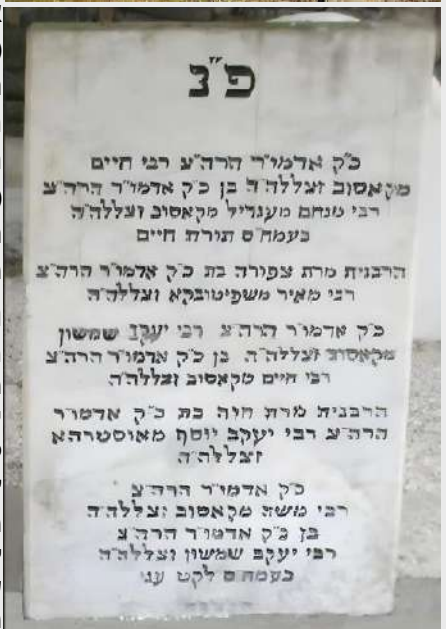 פ"נ
כ"ק אדמו"ר הרה"צ רבי חיים
מקאסוב זצללה"ה בן כ"ק אדמו"ר הרה"צ
רבי מנחם מענדיל מקאסוב זצללה"ה
בעמח"ס תורת חיים
הרבנית מרת צפורה בת כ"ק אדמו"ר הרה"צ
רבי מאיר משפיטובקא זצללה"ה
כ"ק אדמו"ר הרה"צ רבי יעקב שמשון
מקאסוב זצללה"ה בן כ"ק אדמו"ר הרה"צ
רבי חיים מקאסוב זצללה"ה
הרבנית מרת חיה בת כ"ק אדמו"ר
הרה"צ רבי יעקב יוסף מאוסטרהא
זצללה"ה
כ"ק אדמו"ר הרה"צ
רבי משה מקאסוב זצללה"ה
בן כ"ק אדמו"ר הרה"צ
רבי יעקב שמשון זצללה"ה
בעמח"ס לקט עני